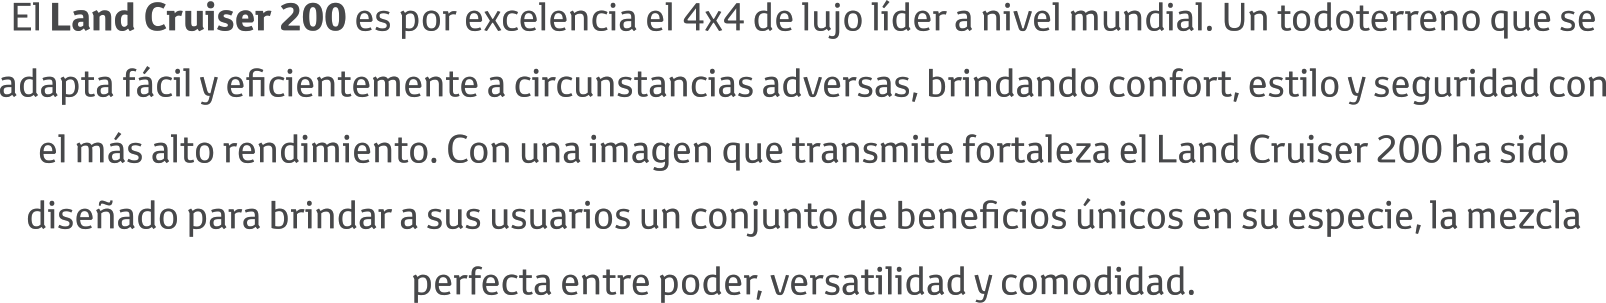 El Land Cruiser 200 es por excelencia el 4x4 de lujo líder a nivel mundial. Un todoterreno que se
adapta fácil y eficientemente a circunstancias adversas, brindando confort, estilo y seguridad con
el más alto rendimiento. Con una imagen que transmite fortaleza el Land Cruiser 200 ha sido
diseñado para brindar a sus usuarios un conjunto de beneficios únicos en su especie, la mezcla
perfecta entre poder, versatilidad y comodidad.